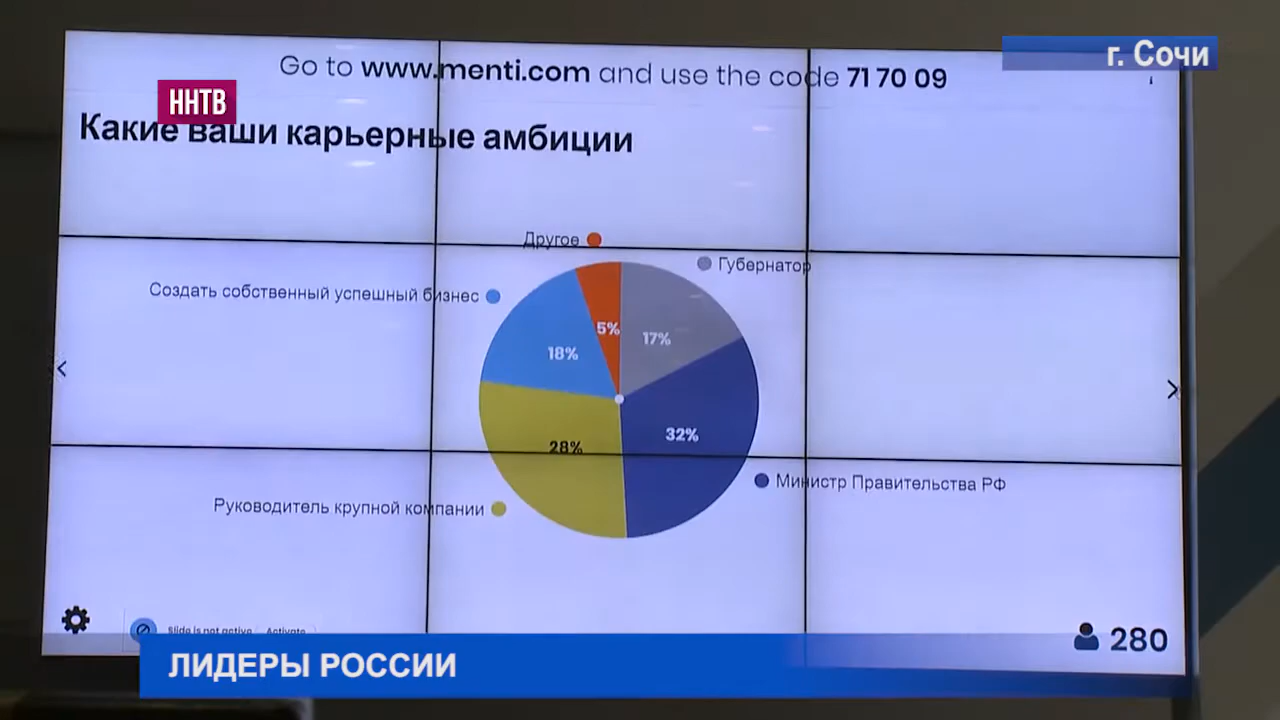 г. Сочи
Go to www.menti.com and use the code 71 70 09
ННТВ
Какие ваши карьерные амбиции
Другое
Губернатор
Создать собственный успешный бизнес
5%
17%
18%
32%
28%
Министр Правительства РФ
Руководитель крупной компании
Slide is not active Activate
280
ЛИДЕРЫ РОССИИ